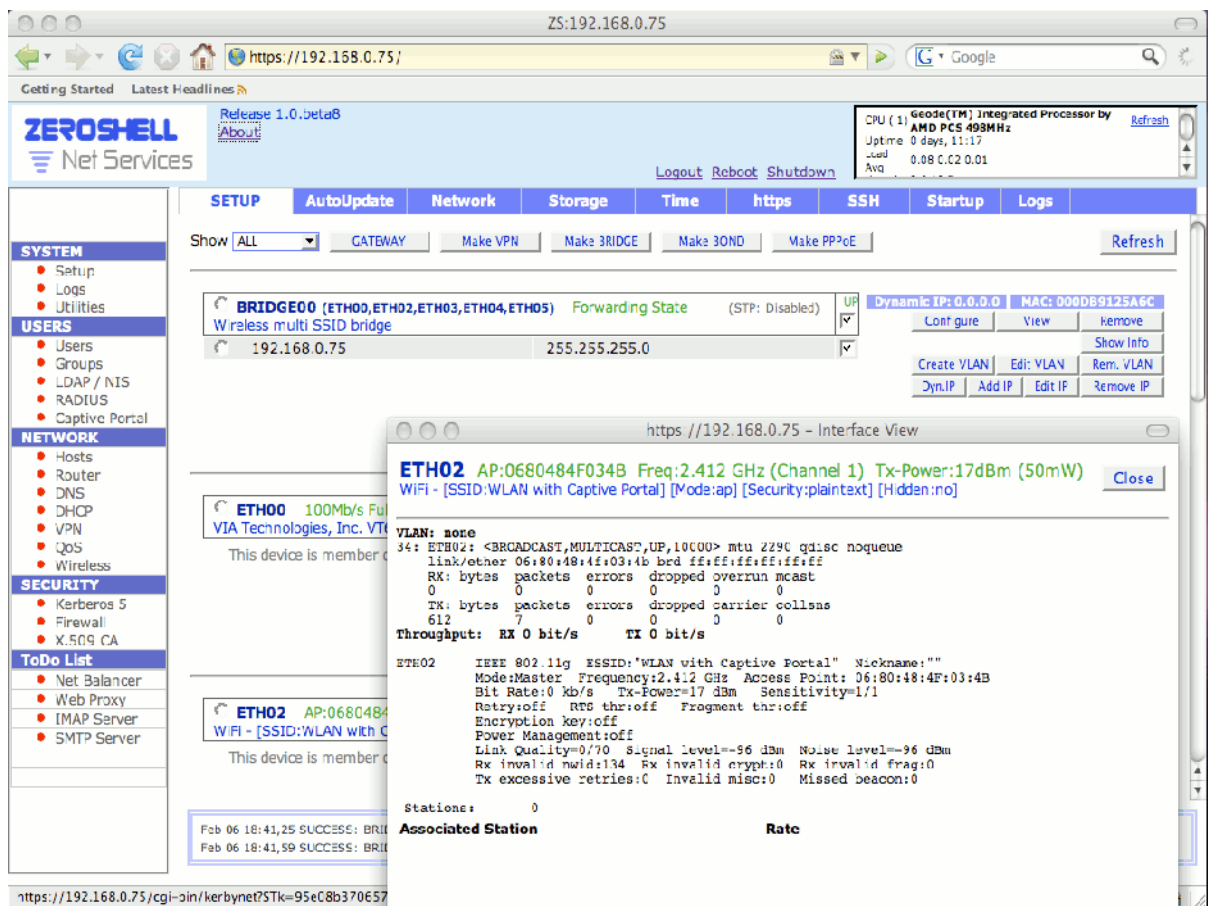 ZS:192.168.0.75
https://192.168.0.75/
Google
Getting Started Latest Headlines
ZEROSHELL
Net Services
Release 1.0.beta8
About
Logout Reboot Shutdown
CPU (1) Geode(TM) Integrated Processor by AMD PCS 498MHz
Refresh
Uptime 0 days, 11:17
Load Avg 0.08 0.02 0.01
SETUP AutoUpdate Network Storage Time https SSH Startup Logs
Show ALL GATEWAY Make VPN Make BRIDGE Make BOND Make PPPoE Refresh
SYSTEM
Setup
Logs
Utilities
USERS
Users
Groups
LDAP / NIS
RADIUS
Captive Portal
NETWORK
Hosts
Router
DNS
DHCP
VPN
QoS
Wireless
SECURITY
Kerberos 5
Firewall
X.509 CA
ToDo List
Net Balancer
Web Proxy
IMAP Server
SMTP Server
BRIDGE00 (ETH00,ETH02,ETH03,ETH04,ETH05) Forwarding State (STP: Disabled) UP
Wireless multi SSID bridge
192.168.0.75 255.255.255.0
Dynamic IP: 0.0.0.0 MAC: 000DB9125A6C
Configure View Remove
Show Info
Create VLAN Edit VLAN Rem. VLAN
Dyn.IP Add IP Edit IP Remove IP
ETH00 100Mb/s Ful
VIA Technologies, Inc. VT6
This device is member o
ETH02 AP:0680484
WiFi - [SSID:WLAN with C
This device is member o
Feb 06 18:41,25 SUCCESS: BRI
Feb 06 18:41,59 SUCCESS: BRI
https://192.168.0.75/cgi-bin/kerbynet?STk=95e08b370657
https://192.168.0.75 – Interface View
ETH02 AP:0680484F034B Freq:2.412 GHz (Channel 1) Tx-Power:17dBm (50mW)
Close
WiFi - [SSID:WLAN with Captive Portal] [Mode:ap] [Security:plaintext] [Hidden:no]
VLAN: none
34: ETH02: <BROADCAST,MULTICAST,UP,10000> mtu 2290 qdisc noqueue
link/ether 06:80:48:4f:03:4b brd ff:ff:ff:ff:ff:ff
RX: bytes packets errors dropped overrun mcast
0 0 0 0 0 0
TX: bytes packets errors dropped carrier collsns
612 7 0 0 0 0
Throughput: RX 0 bit/s TX 0 bit/s
ETH02 IEEE 802.11g ESSID:"WLAN with Captive Portal" Nickname:""
Mode:Master Frequency:2.412 GHz Access Point: 06:80:48:4F:03:4B
Bit Rate:0 kb/s Tx-Power=17 dBm Sensitivity=1/1
Retry:off RTS thr:off Fragment thr:off
Encryption key:off
Power Management:off
Link Quality=0/70 Signal level=-96 dBm Noise level=-96 dBm
Rx invalid nwid:134 Rx invalid crypt:0 Rx invalid frag:0
Tx excessive retries:0 Invalid misc:0 Missed beacon:0
Stations: 0
Associated Station Rate